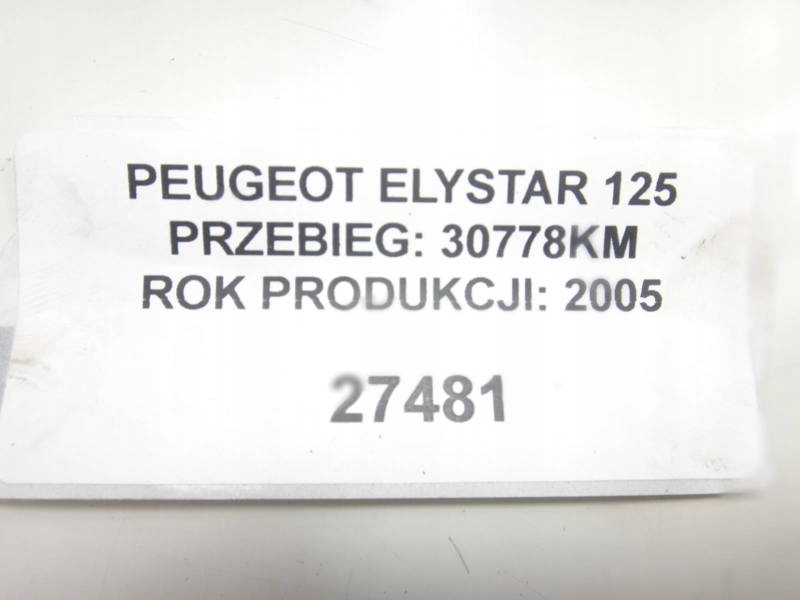 PEUGEOT ELYSTAR 125
PRZEBIEG: 30778KM
ROK PRODUKCJI: 2005
27481